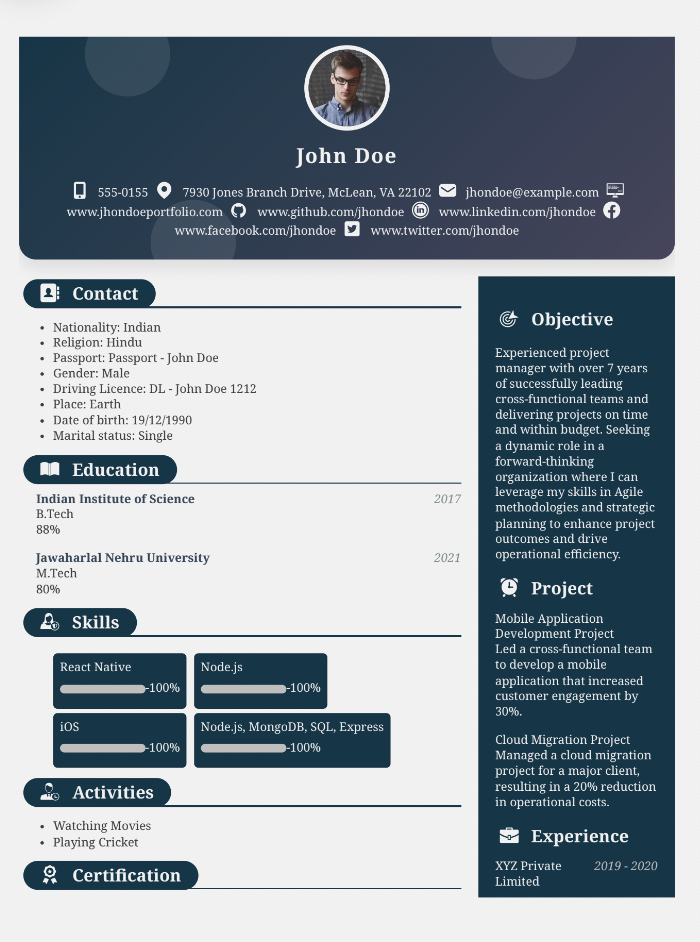 John Doe
555-0155 7930 Jones Branch Drive, McLean, VA 22102 jhondoe@example.com
www.jhondoeportfolio.com www.github.com/jhondoe www.linkedin.com/jhondoe
www.facebook.com/jhondoe www.twitter.com/jhondoe
Contact
• Nationality: Indian
• Religion: Hindu
• Passport: Passport - John Doe
• Gender: Male
• Driving Licence: DL - John Doe 1212
• Place: Earth
• Date of birth: 19/12/1990
• Marital status: Single
Education
Indian Institute of Science 2017
B.Tech
88%
Jawaharlal Nehru University 2021
M.Tech
80%
Skills
React Native
-100%
Node.js
-100%
iOS
-100%
Node.js, MongoDB, SQL, Express
-100%
Activities
• Watching Movies
• Playing Cricket
Certification
Objective
Experienced project
manager with over 7 years
of successfully leading
cross-functional teams and
delivering projects on time
and within budget. Seeking
a dynamic role in a
forward-thinking
organization where I can
leverage my skills in Agile
methodologies and strategic
planning to enhance project
outcomes and drive
operational efficiency.
Project
Mobile Application
Development Project
Led a cross-functional team
to develop a mobile
application that increased
customer engagement by
30%.
Cloud Migration Project
Managed a cloud migration
project for a major client,
resulting in a 20% reduction
in operational costs.
Experience
XYZ Private 2019 - 2020
Limited